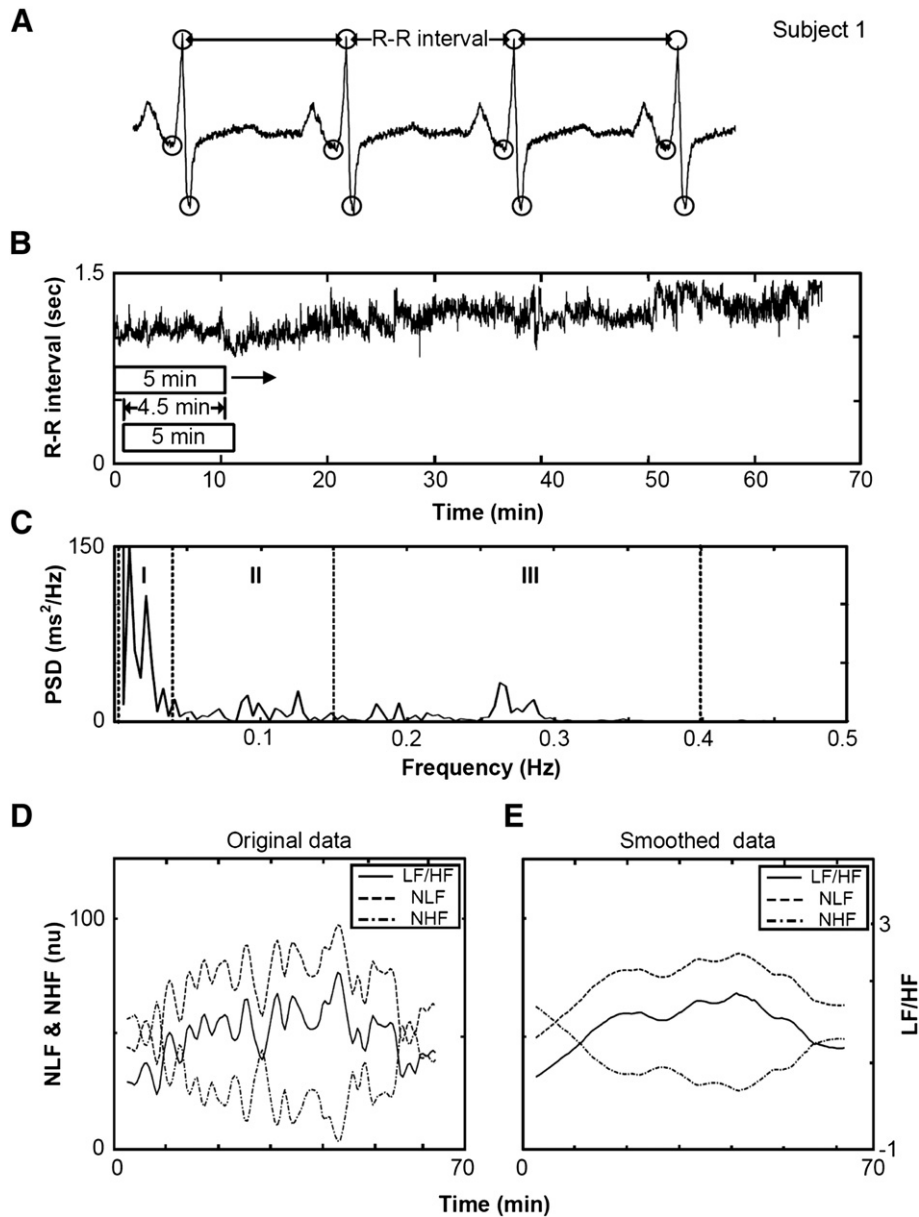 A
Subject 1
R-R interval
B
R-R interval (sec)
1.5
0
5 min
4.5 min
5 min
0 10 20 30 40 50 60 70
Time (min)
C
PSD (ms²/Hz)
150
0
I II III
0.1 0.2 0.3 0.4 0.5
Frequency (Hz)
D
Original data
NLF & NHF (nu)
100
0
LF/HF
NLF
NHF
0 70
E
Smoothed data
LF/HF
NLF
NHF
3
-1
LF/HF
0 70
Time (min)